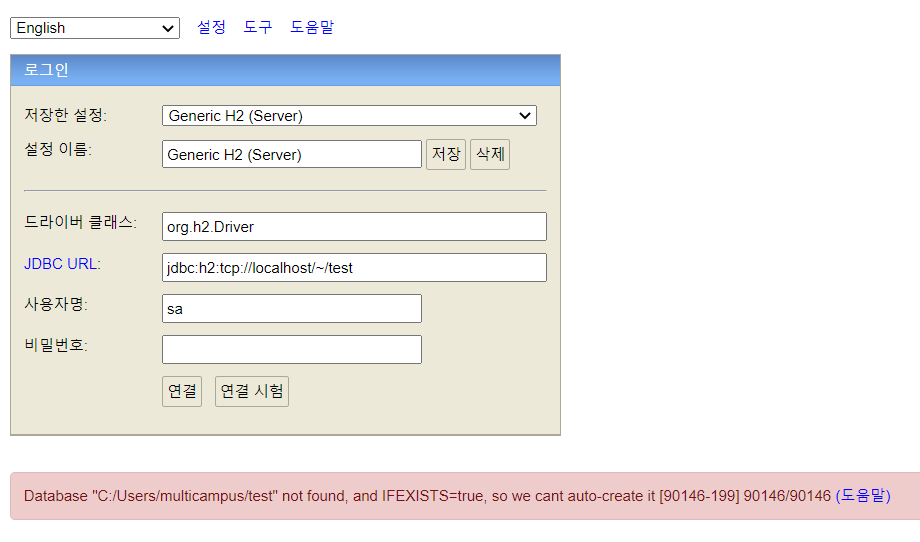 English 설정 도구 도움말
로그인
저장한 설정: Generic H2 (Server)
설정 이름: Generic H2 (Server) 저장 삭제
드라이버 클래스: org.h2.Driver
JDBC URL: jdbc:h2:tcp://localhost/~/test
사용자명: sa
비밀번호:
연결 연결 시험
Database "C:/Users/multicampus/test" not found, and IFEXISTS=true, so we cant auto-create it [90146-199] 90146/90146 (도움말)